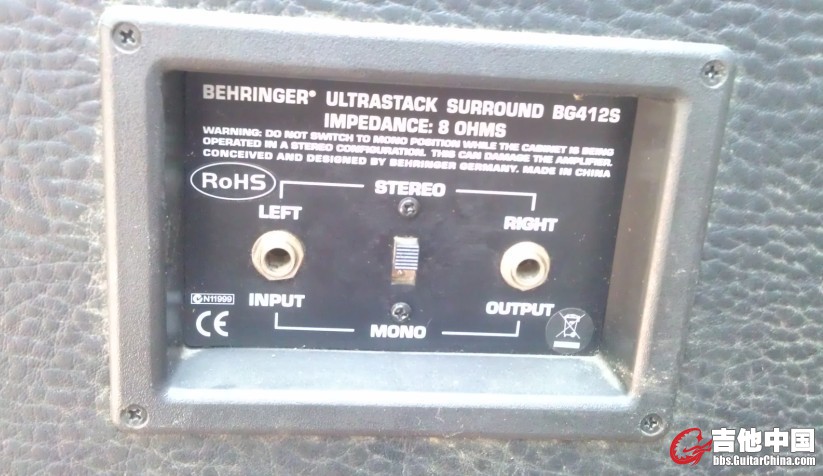 BEHRINGER® ULTRASTACK SURROUND BG412S
IMPEDANCE: 8 OHMS
WARNING: DO NOT SWITCH TO MONO POSITION WHILE THE CABINET IS BEING
OPERATED IN A STEREO CONFIGURATION. THIS CAN DAMAGE THE AMPLIFIER.
CONCEIVED AND DESIGNED BY BEHRINGER GERMANY. MADE IN CHINA
RoHS
STEREO
LEFT
RIGHT
INPUT
OUTPUT
N11999
CE
MONO
吉他中国
bbs.GuitarChina.com